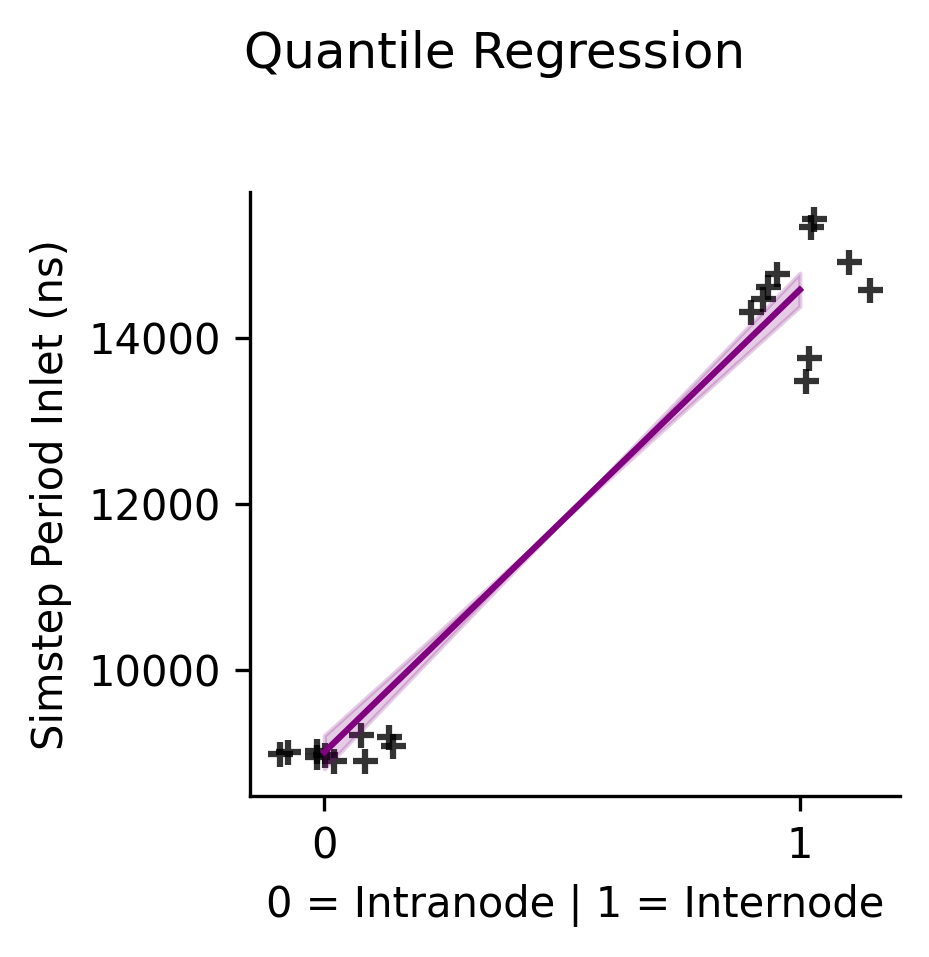 Quantile Regression
Simstep Period Inlet (ns)
14000
12000
10000
0
1
0 = Intranode | 1 = Internode